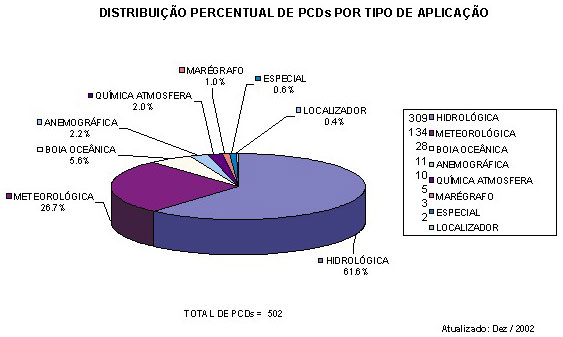 DISTRIBUIÇÃO PERCENTUAL DE PCDs POR TIPO DE APLICAÇÃO
MARÉGRAFO
1.0%
ESPECIAL
0.6%
QUÍMICA ATMOSFERA
2.0%
LOCALIZADOR
0.4%
ANEMOGRÁFICA
2.2%
BOIA OCEÂNICA
5.6%
METEOROLÓGICA
26.7%
HIDROLÓGICA
61.6%
309 HIDROLÓGICA
134 METEOROLÓGICA
28 BOIA OCEÂNICA
11 ANEMOGRÁFICA
10 QUÍMICA ATMOSFERA
5 MARÉGRAFO
3 ESPECIAL
2 LOCALIZADOR
TOTAL DE PCDs = 502
Atualizado: Dez / 2002